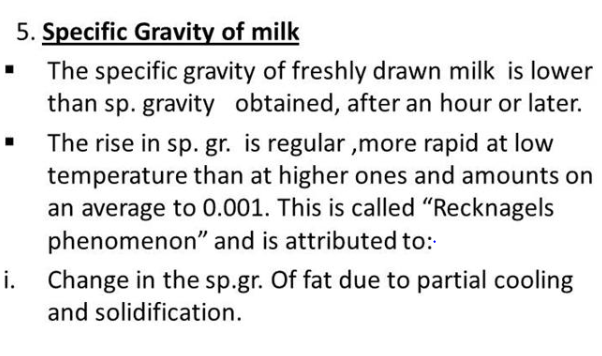 5. Specific Gravity of milk
▪ The specific gravity of freshly drawn milk is lower
than sp. gravity obtained, after an hour or later.
▪ The rise in sp. gr. is regular ,more rapid at low
temperature than at higher ones and amounts on
an average to 0.001. This is called “Recknagels
phenomenon” and is attributed to:-
i. Change in the sp.gr. Of fat due to partial cooling
and solidification.